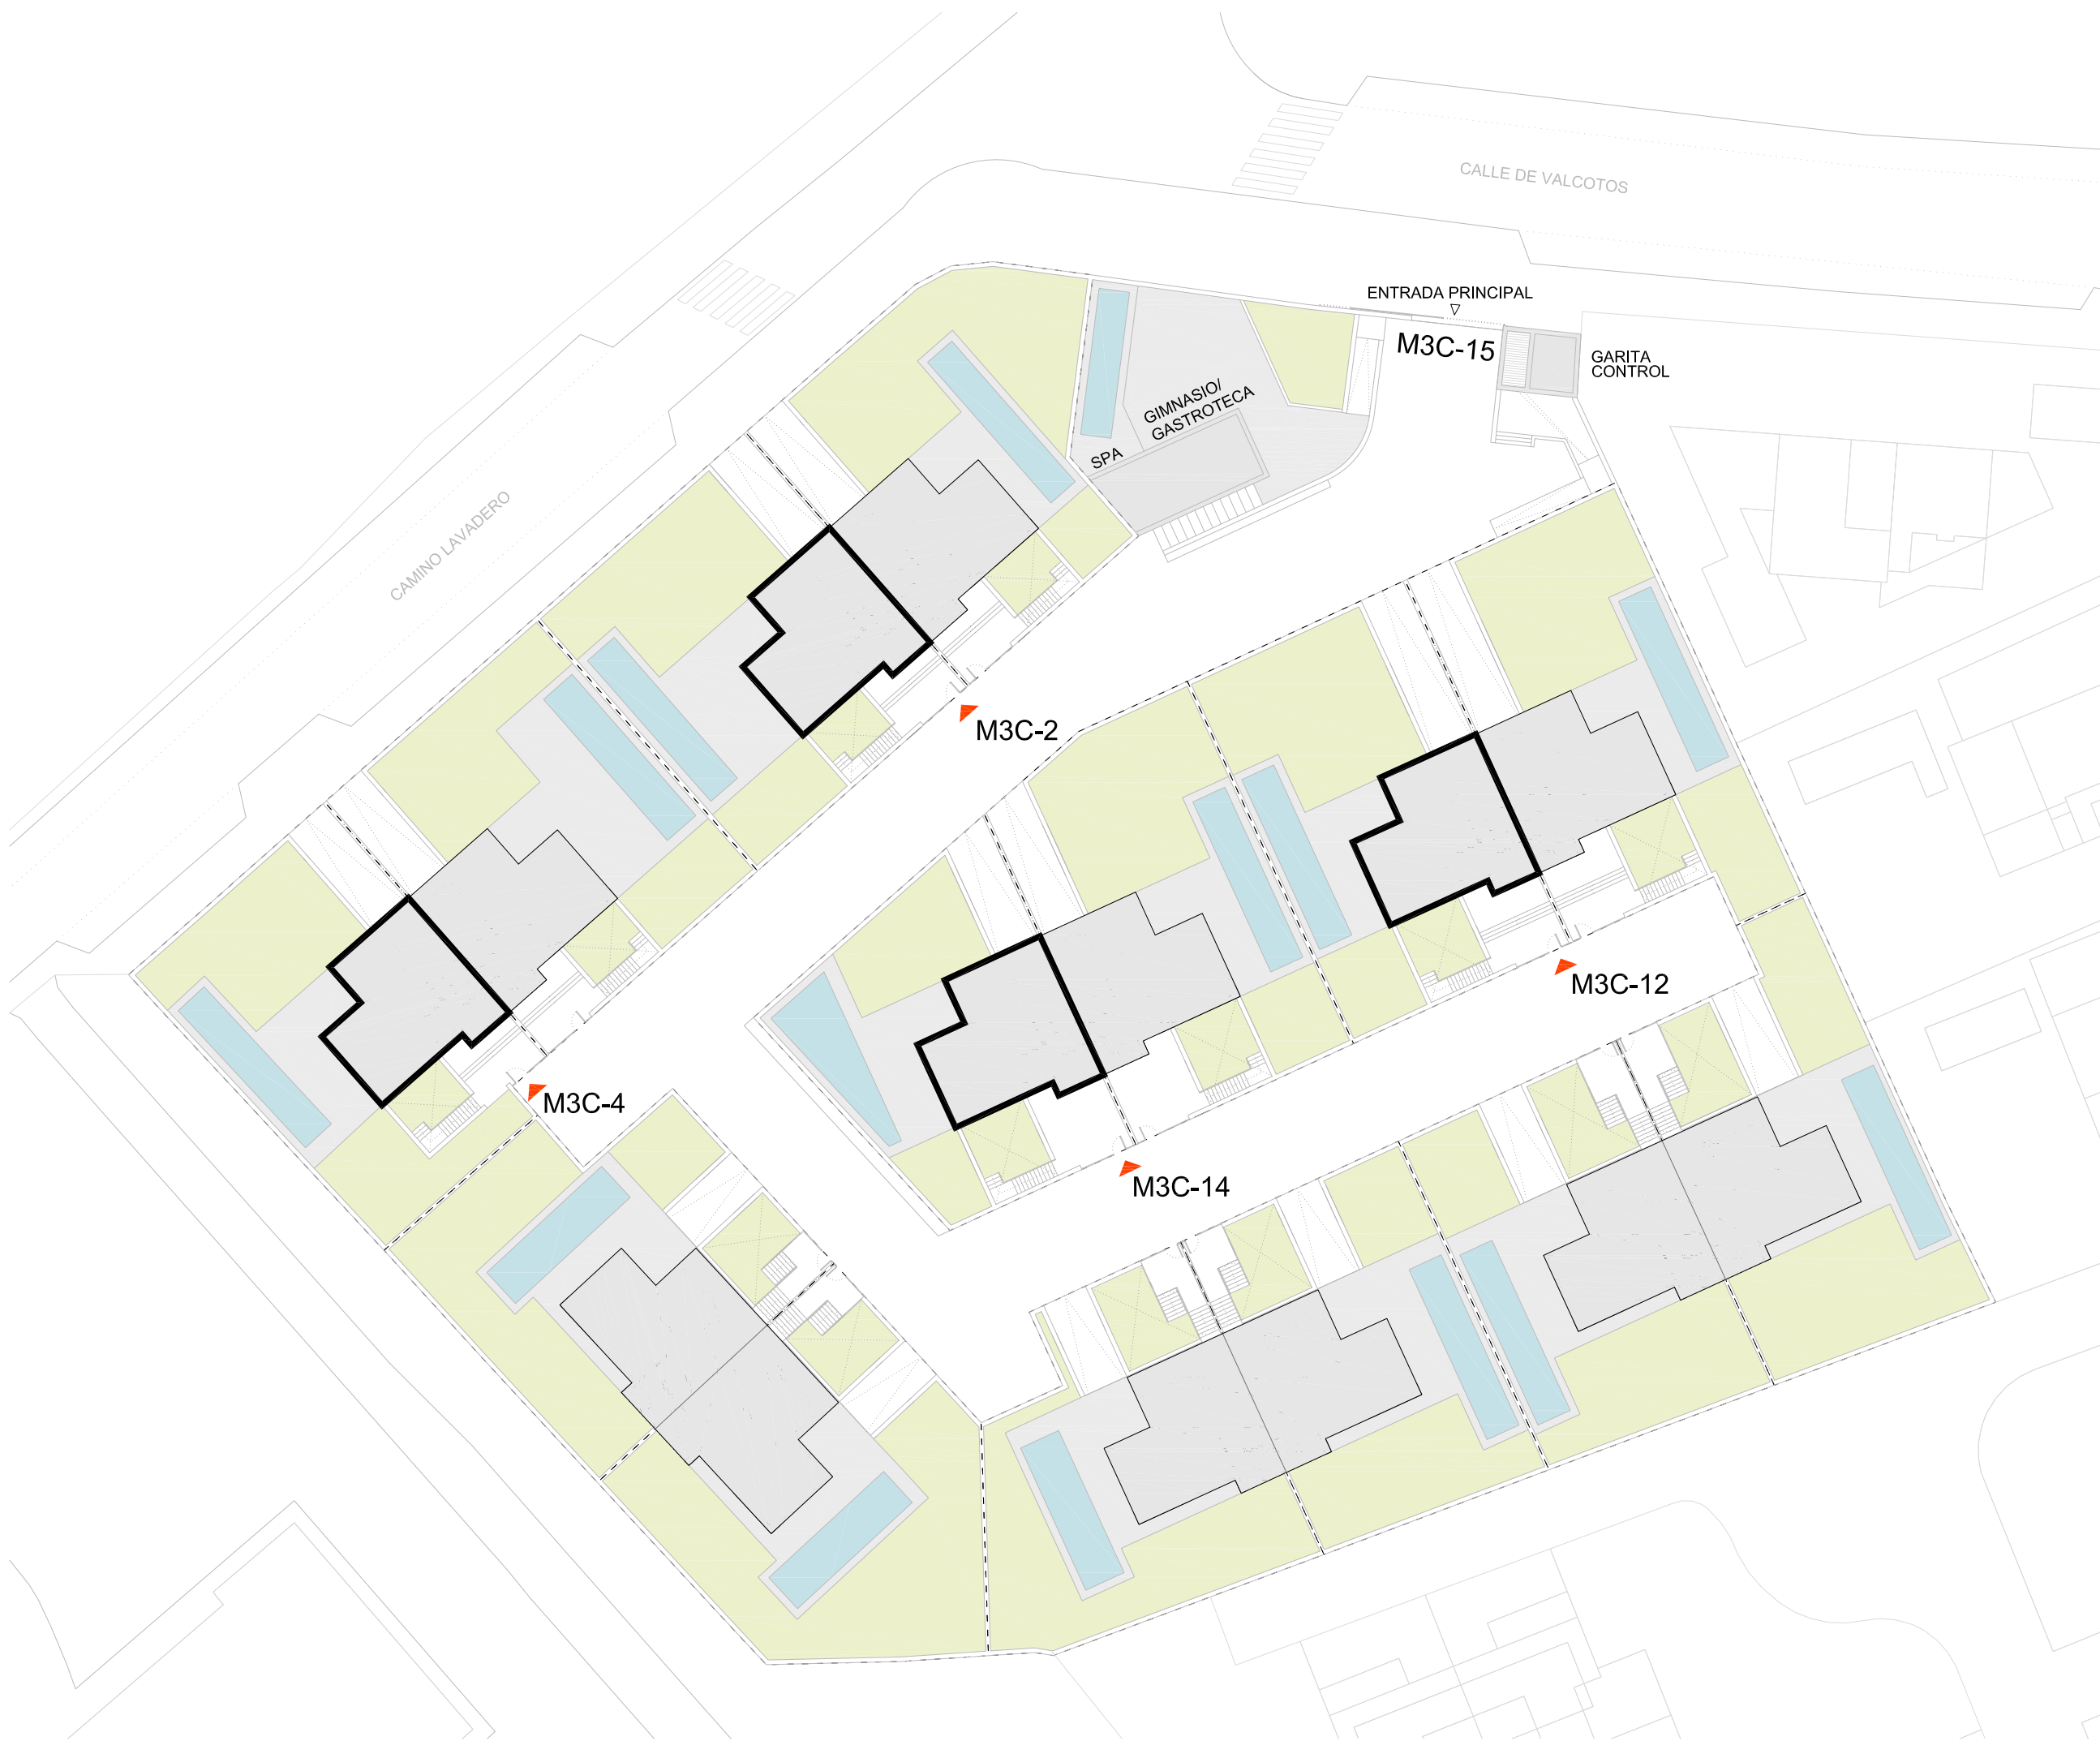 CALLE DE VALCOTOS
ENTRADA PRINCIPAL
M3C-15
GARITA
CONTROL
GIMNASIO/
GASTROTECA
SPA
CAMINO LAVADERO
M3C-2
M3C-12
M3C-4
M3C-14